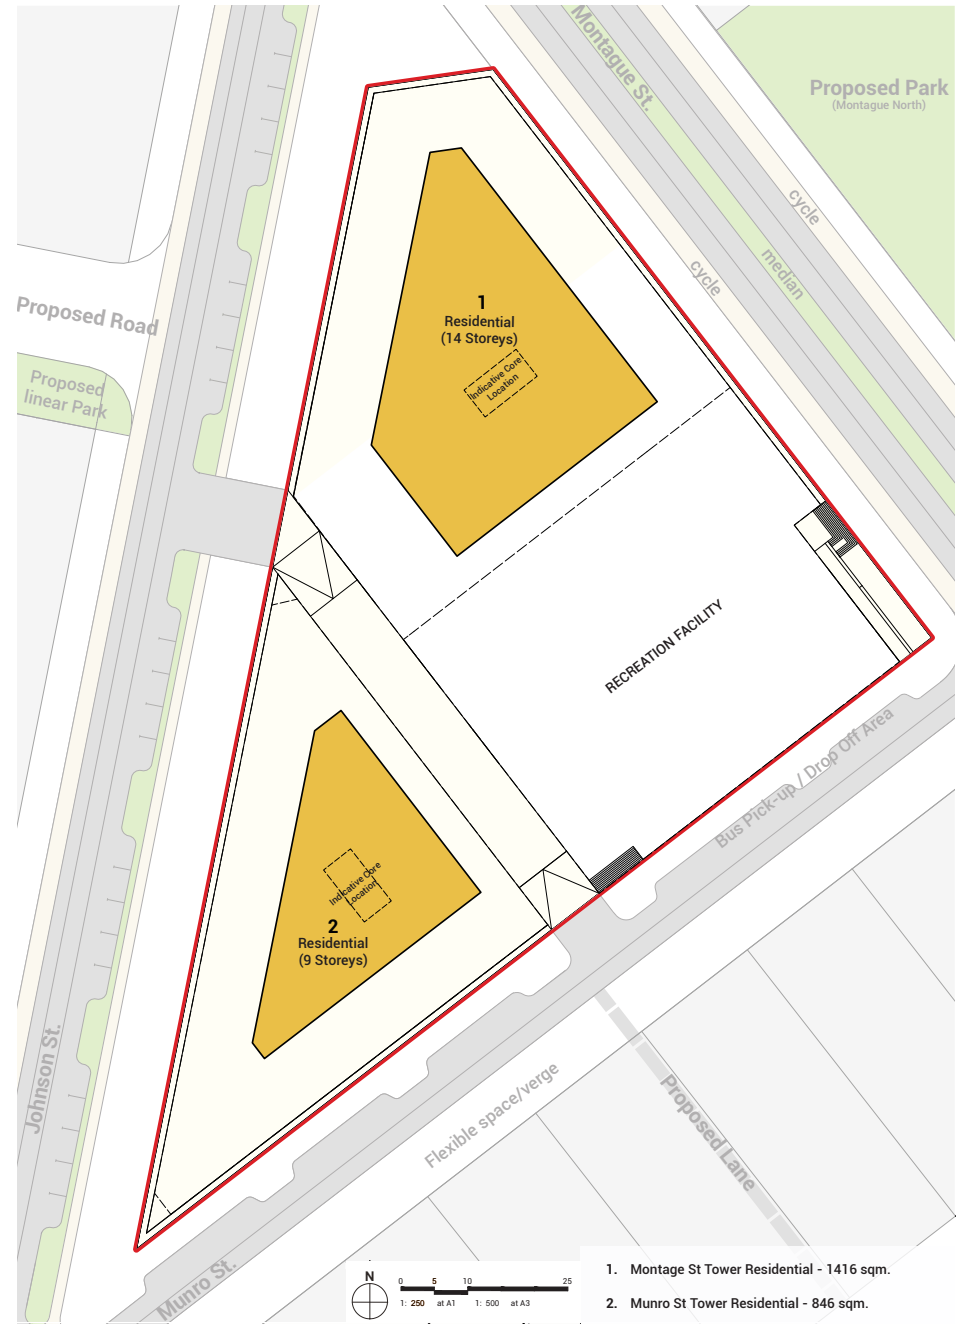 Montague St.
Proposed Park
(Montague North)
cycle
median
cycle
Proposed Road
Proposed
linear Park
1
Residential
(14 Storeys)
Indicative Core
Location
RECREATION FACILITY
Bus Pick-up / Drop Off Area
Indicative Core
Location
2
Residential
(9 Storeys)
Johnson St.
Flexible space/verge
Proposed Lane
Munro St.
N
0 5 10 25
1: 250 at A1 1: 500 at A3
1. Montage St Tower Residential - 1416 sqm.
2. Munro St Tower Residential - 846 sqm.